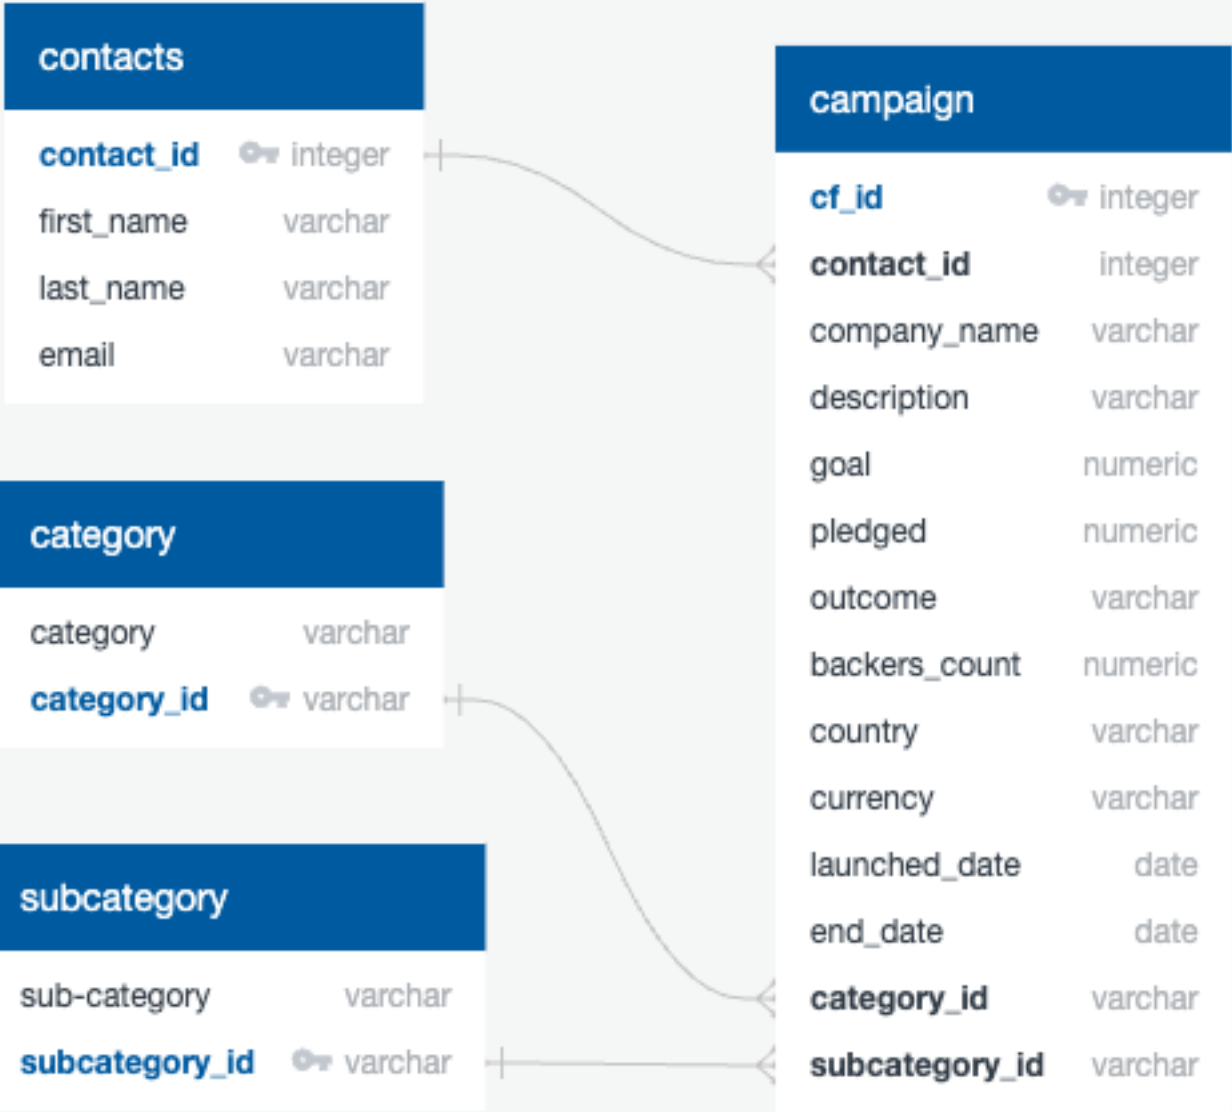 contacts
contact_id integer
first_name varchar
last_name varchar
email varchar
category
category varchar
category_id varchar
subcategory
sub-category varchar
subcategory_id varchar
campaign
cf_id integer
contact_id integer
company_name varchar
description varchar
goal numeric
pledged numeric
outcome varchar
backers_count numeric
country varchar
currency varchar
launched_date date
end_date date
category_id varchar
subcategory_id varchar